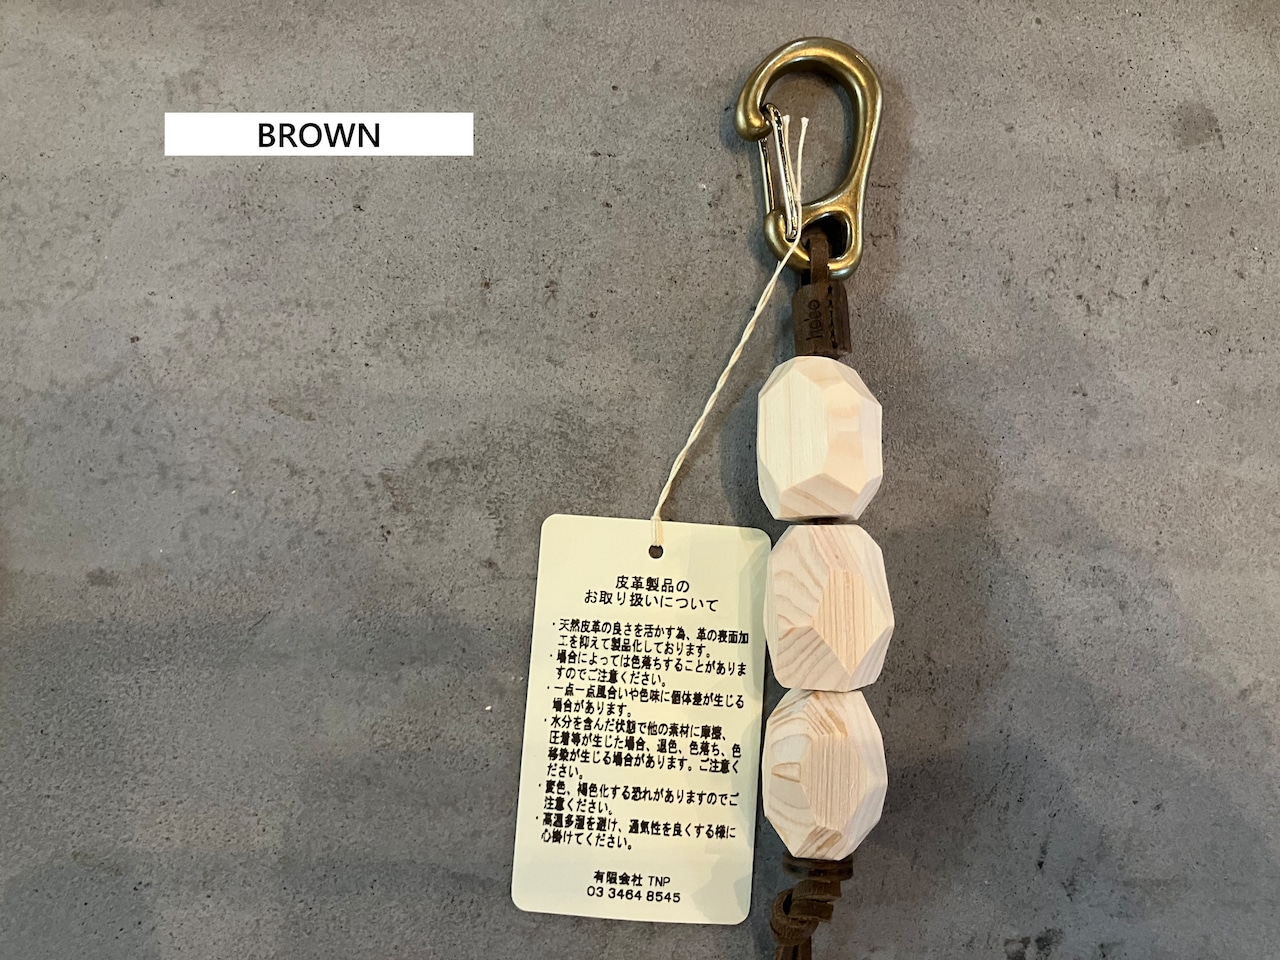 BROWN
hobo
皮革製品の
お取り扱いについて
・天然皮革の良さを活かす為、革の表面加
工を抑えて製品化しております。
・場合によっては色落ちすることがありま
すのでご注意ください。
・一点一点風合いや色味に個体差が生じる
場合があります。
・水分を含んだ状態で他の素材に摩擦、
圧着等が生じた場合、退色、色落ち、色
移染が生じる場合があります。ご注意く
ださい。
・変色、褐色化する恐れがありますのでご
注意ください。
・高温多湿を避け、通気性を良くする様に
心掛けてください。
有限会社 TNP
03 3464 8545